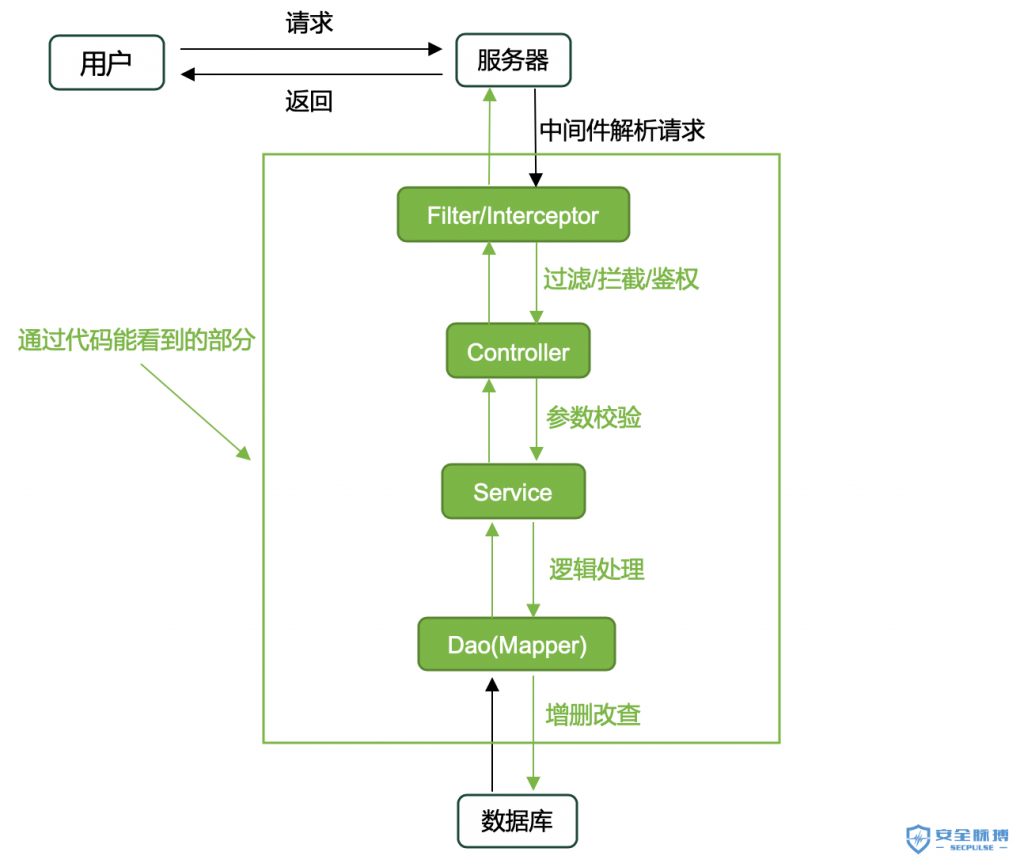 请求
用户
服务器
返回
中间件解析请求
Filter/Interceptor
过滤/拦截/鉴权
通过代码能看到的部分
Controller
参数校验
Service
逻辑处理
Dao(Mapper)
增删改查
数据库
安全脉搏
SECPULSE